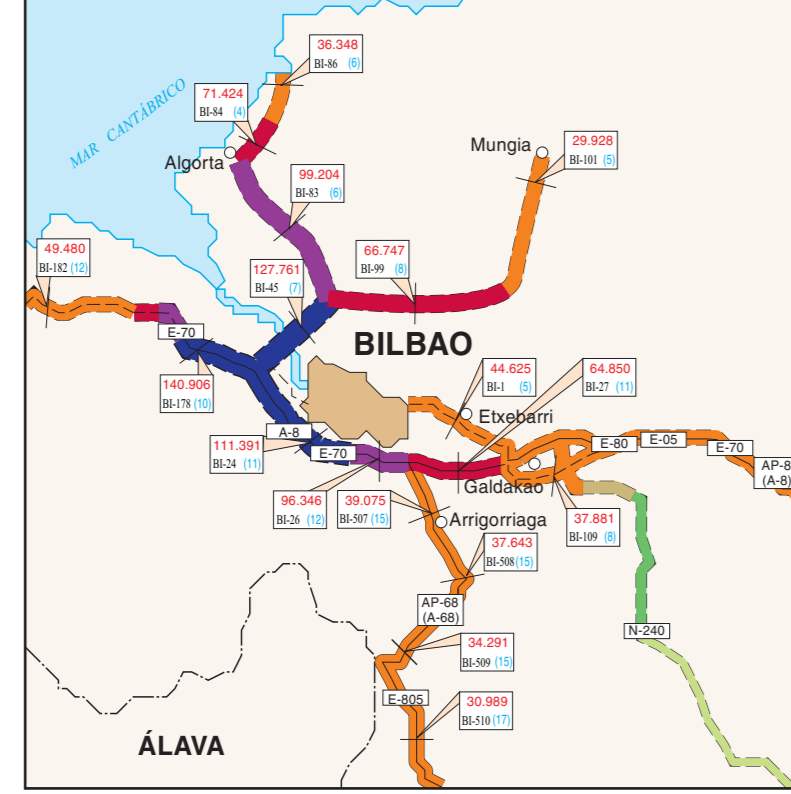 36.348
BI-86 (6)
71.424
BI-84 (4)
MAR CANTÁBRICO
Algorta
Mungia
29.928
BI-101 (5)
99.204
BI-83 (6)
49.480
BI-182 (12)
127.761
BI-45 (7)
66.747
BI-99 (8)
E-70
BILBAO
140.906
BI-178 (10)
44.625
BI-1 (5)
64.850
BI-27 (11)
Etxebarri
A-8
111.391
BI-24 (11)
E-70
E-80
E-05
E-70
AP-8
(A-8)
Galdakao
96.346
BI-26 (12)
39.075
BI-507 (15)
Arrigorriaga
37.881
BI-109 (8)
37.643
BI-508 (15)
AP-68
(A-68)
N-240
34.291
BI-509 (15)
E-805
30.989
BI-510 (17)
ÁLAVA